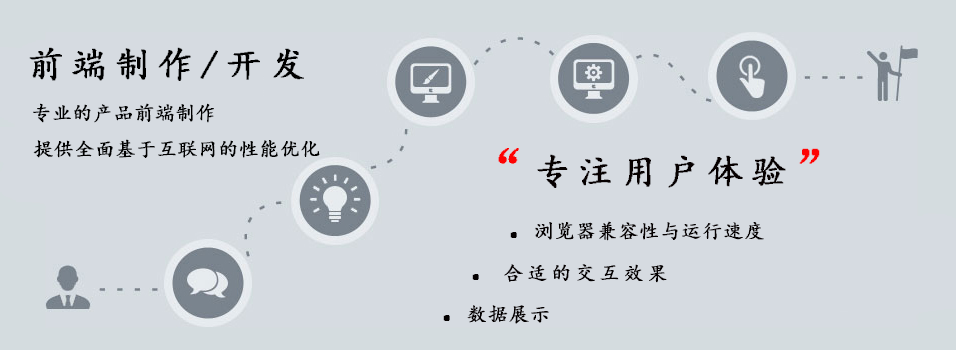 前端制作/开发
专业的产品前端制作
提供全面基于互联网的性能优化
“专注用户体验”
• 浏览器兼容性与运行速度
• 合适的交互效果
• 数据展示